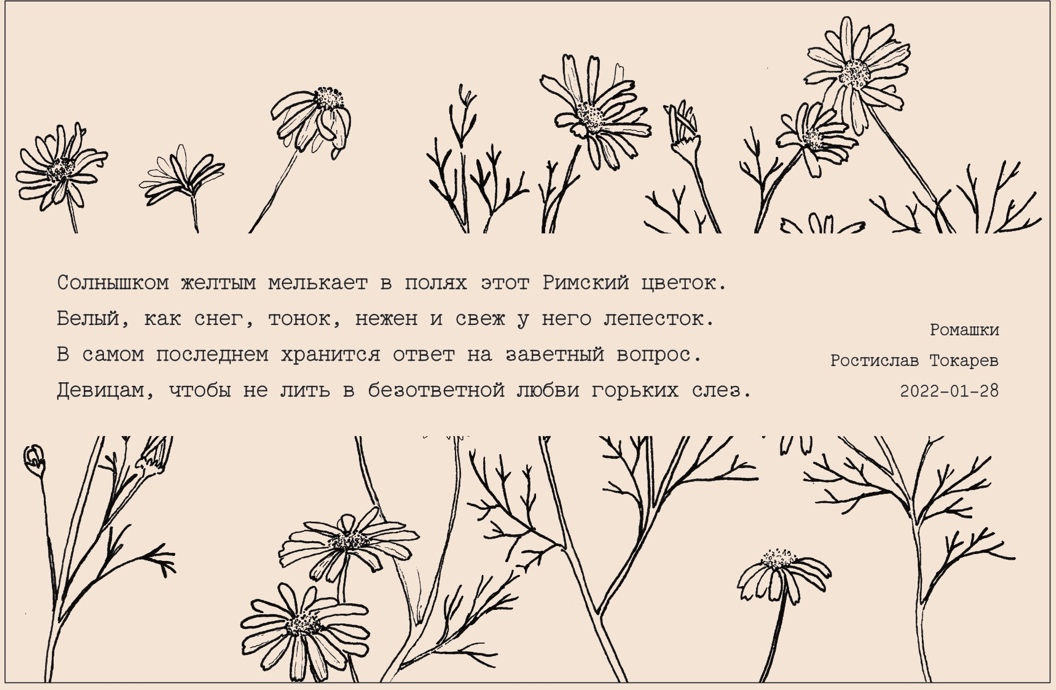 Солнышком желтым мелькает в полях этот Римский цветок.
Белый, как снег, тонок, нежен и свеж у него лепесток.
В самом последнем хранится ответ на заветный вопрос.
Девицам, чтобы не лить в безответной любви горьких слез.
Ромашки
Ростислав Токарев
2022-01-28